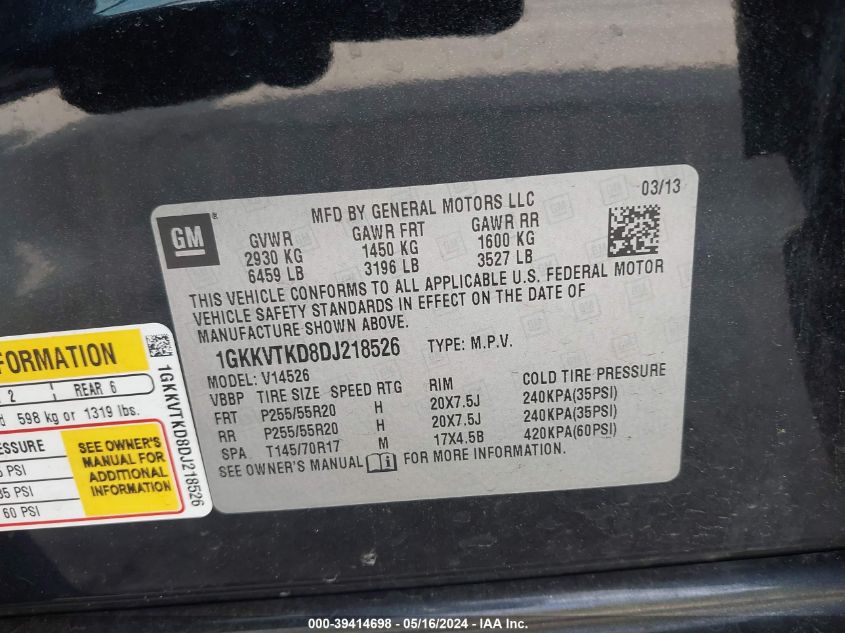 03/13
MFD BY GENERAL MOTORS LLC
GM
GVWR GAWR FRT GAWR RR
2930 KG 1450 KG 1600 KG
6459 LB 3196 LB 3527 LB
THIS VEHICLE CONFORMS TO ALL APPLICABLE U.S. FEDERAL MOTOR
VEHICLE SAFETY STANDARDS IN EFFECT ON THE DATE OF
MANUFACTURE SHOWN ABOVE.
1GKKVTKD8DJ218526 TYPE: M.P.V.
MODEL: V14526
VBBP TIRE SIZE SPEED RTG RIM COLD TIRE PRESSURE
FRT P255/55R20 H 20X7.5J 240KPA(35PSI)
RR P255/55R20 H 20X7.5J 240KPA(35PSI)
SPA T145/70R17 M 17X4.5B 420KPA(60PSI)
SEE OWNER'S MANUAL FOR MORE INFORMATION.
FORMATION
2 REAR 6
598 kg or 1319 lbs.
ESSURE
PSI
35 PSI
60 PSI
SEE OWNER'S
MANUAL FOR
ADDITIONAL
INFORMATION
1GKKVTKD8DJ218526
000-39414698 - 05/16/2024 - IAA Inc.